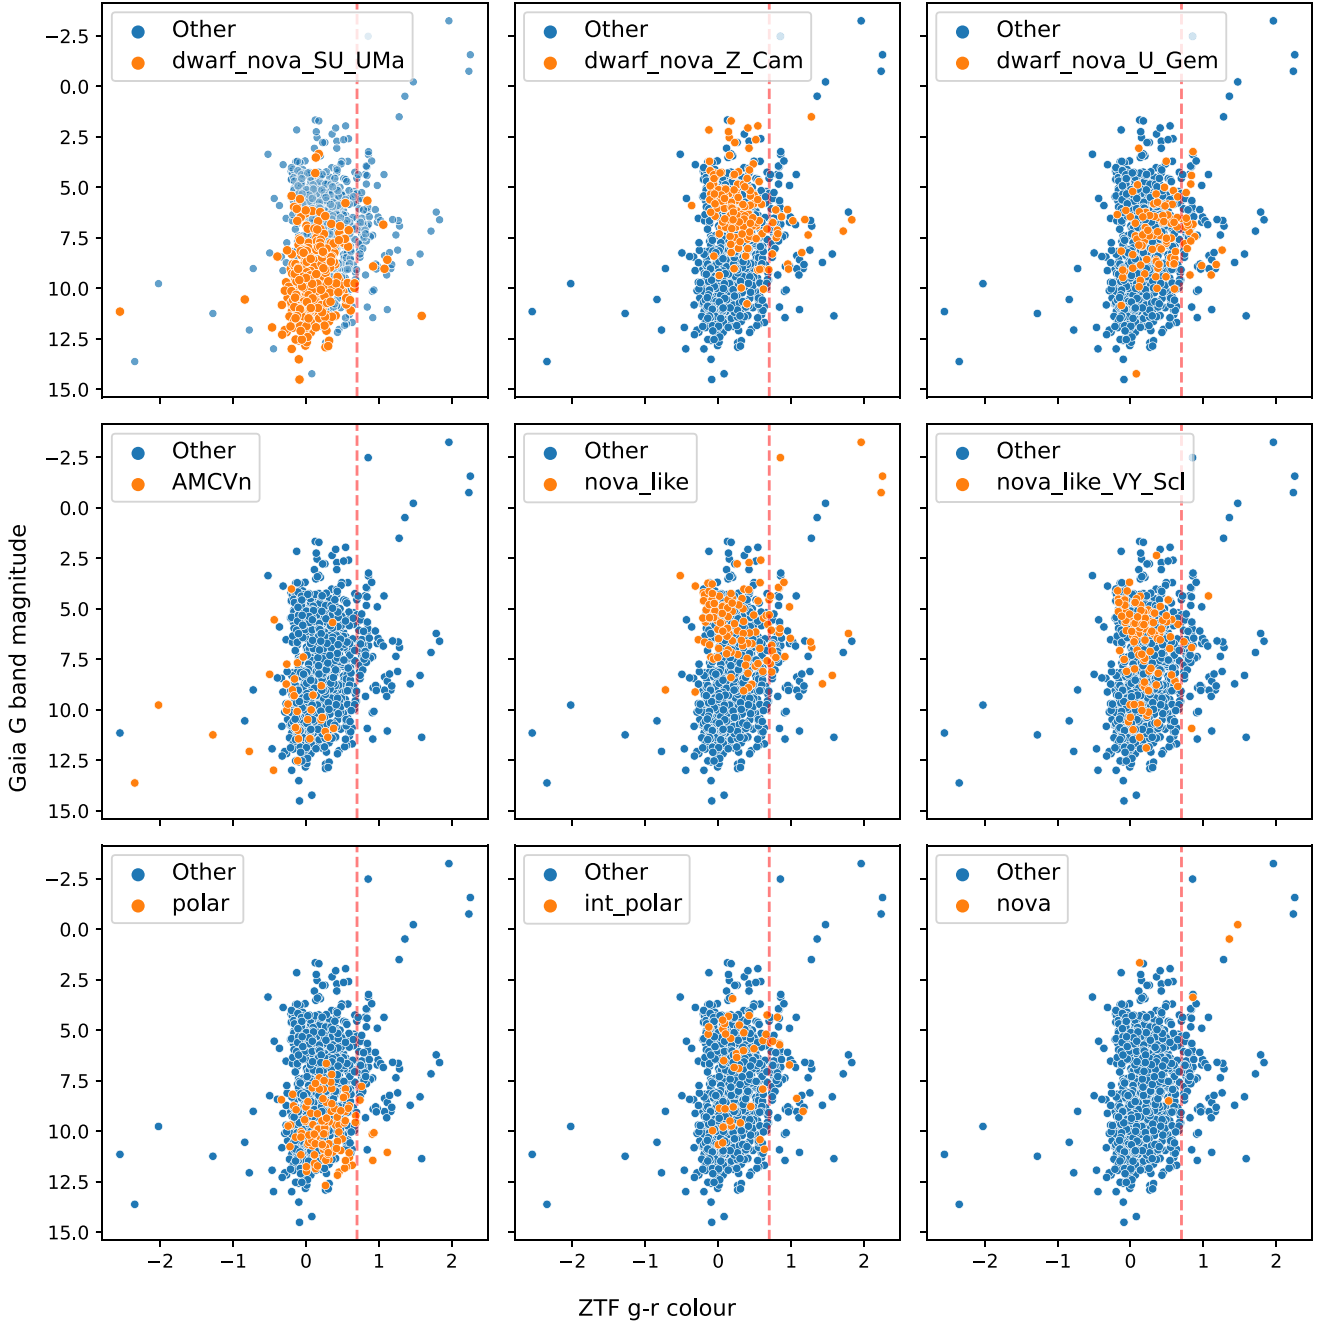 Other
dwarf_nova_SU_UMa
Other
dwarf_nova_Z_Cam
Other
dwarf_nova_U_Gem
−2.5
0.0
2.5
5.0
7.5
10.0
12.5
15.0
Other
AMCVn
Other
nova_like
Other
nova_like_VY_Scl
−2.5
0.0
2.5
5.0
7.5
10.0
12.5
15.0
Gaia G band magnitude
Other
polar
Other
int_polar
Other
nova
−2.5
0.0
2.5
5.0
7.5
10.0
12.5
15.0
−2 −1 0 1 2
−2 −1 0 1 2
−2 −1 0 1 2
ZTF g-r colour